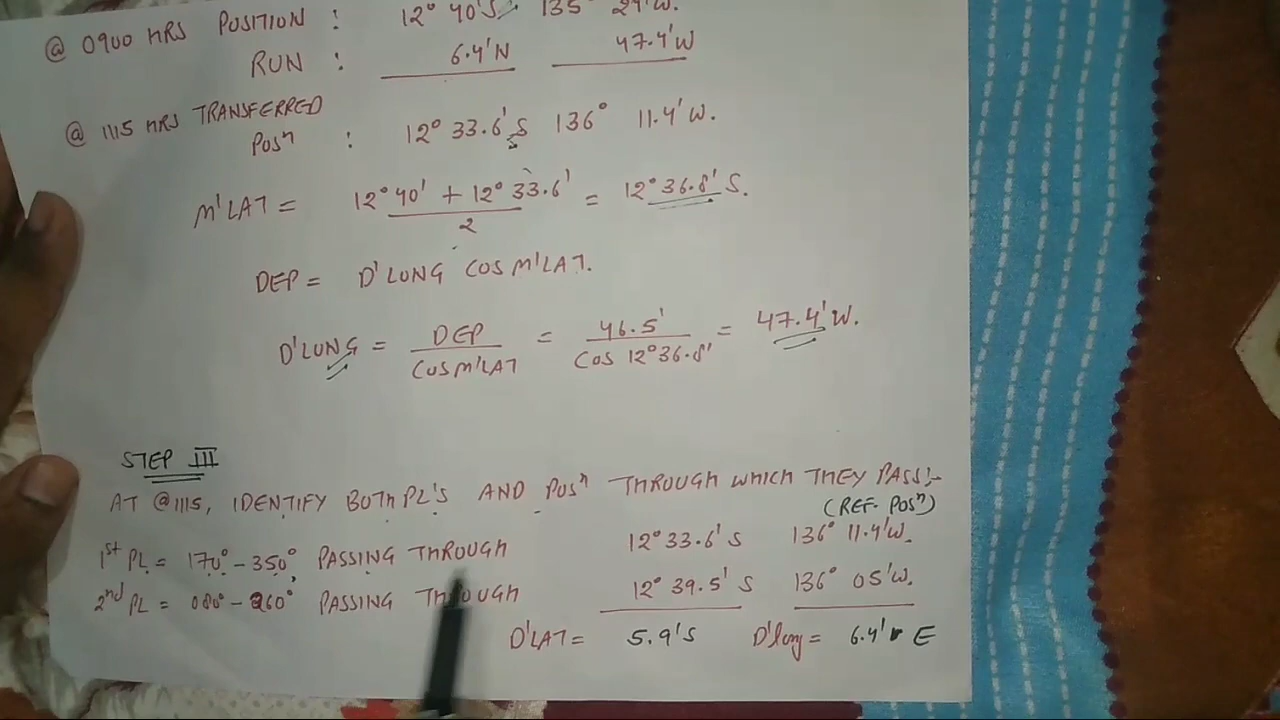 @ 0900 HRS POSITION : 12° 40'S 135° 24'W.
RUN : 6.4'N 47.4'W
@ 1115 HRS TRANSFERRED
POSⁿ : 12° 33.6'S 136° 11.4'W.
M'LAT = 12°40' + 12°33.6' / 2 = 12°36.8' S.
DEP = D'LONG COS M'LAT.
D'LONG = DEP / COS M'LAT = 46.5' / COS 12°36.8' = 47.4'W.
STEP III
AT @1115, IDENTIFY BOTH PL'S AND POSⁿ THROUGH WHICH THEY PASS:-
(REF. POSⁿ)
1st PL = 170° - 350°, PASSING THROUGH 12°33.6' S 136° 11.4'W.
2nd PL = 080° - 260° PASSING THROUGH 12° 39.5' S 136° 05'W.
D'LAT = 5.9'S D'long = 6.4' E